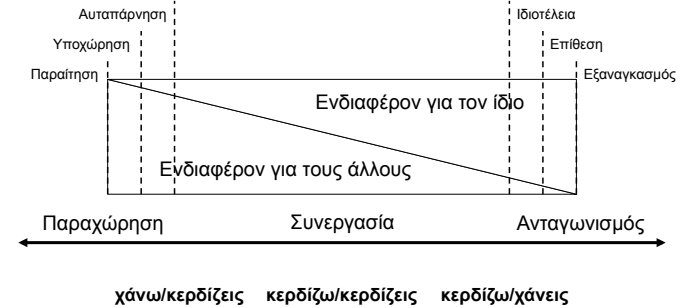 Αυταπάρνηση Ιδιοτέλεια
Υποχώρηση Επίθεση
Παραίτηση Εξαναγκασμός
Ενδιαφέρον για τον ίδιο
Ενδιαφέρον για τους άλλους
Παραχώρηση Συνεργασία Ανταγωνισμός
χάνω/κερδίζεις κερδίζω/κερδίζεις κερδίζω/χάνεις